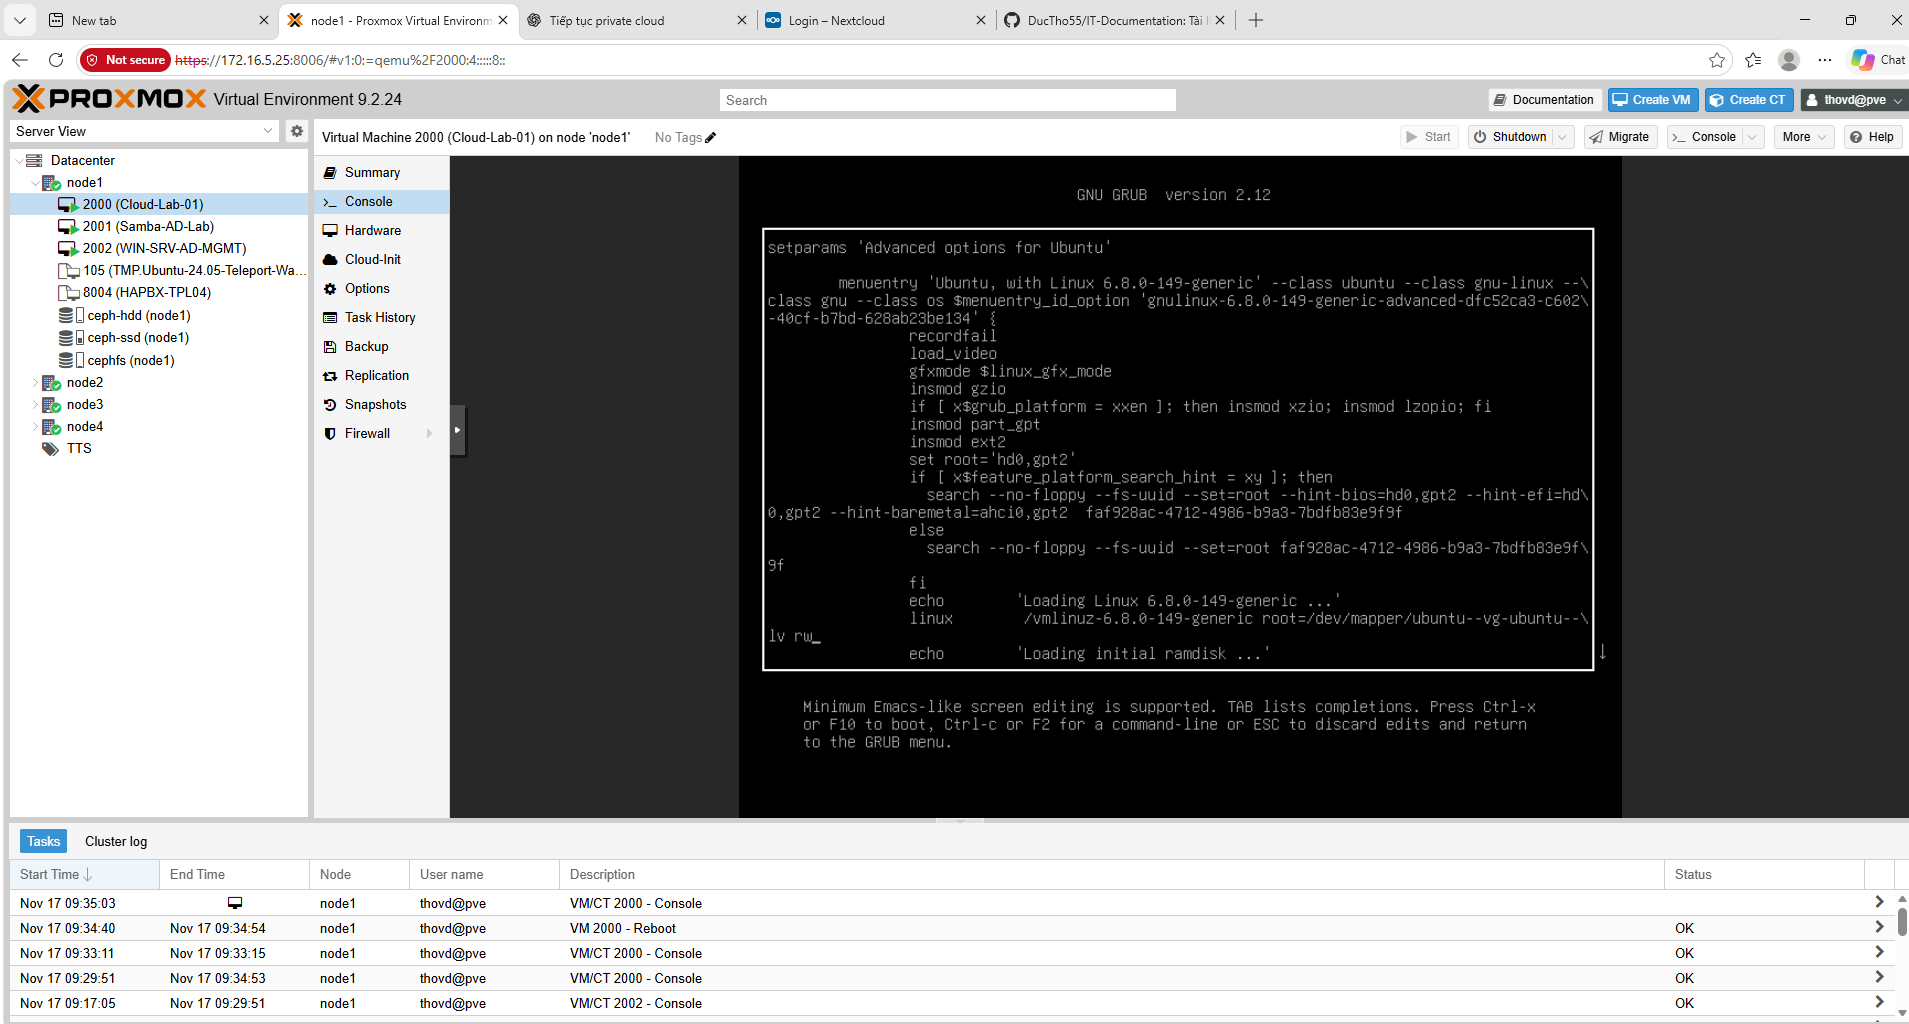 New tab
node1 - Proxmox Virtual Environm
Tiếp tục private cloud
Login – Nextcloud
DucTho55/IT-Documentation: Tài l
Not secure
https://172.16.5.25:8006/#v1:0:=qemu%2F2000:4:::::8::
Chat
PROXMOX Virtual Environment 9.2.24
Search
Documentation
Create VM
Create CT
thovd@pve
Server View
Virtual Machine 2000 (Cloud-Lab-01) on node 'node1'
No Tags
Start
Shutdown
Migrate
Console
More
Help
Datacenter
node1
2000 (Cloud-Lab-01)
2001 (Samba-AD-Lab)
2002 (WIN-SRV-AD-MGMT)
105 (TMP.Ubuntu-24.05-Teleport-Wa...
8004 (HAPBX-TPL04)
ceph-hdd (node1)
ceph-ssd (node1)
cephfs (node1)
node2
node3
node4
TTS
Summary
Console
Hardware
Cloud-Init
Options
Task History
Backup
Replication
Snapshots
Firewall
GNU GRUB  version 2.12
setparams 'Advanced options for Ubuntu'
menuentry 'Ubuntu, with Linux 6.8.0-149-generic' --class ubuntu --class gnu-linux --\
class gnu --class os $menuentry_id_option 'gnulinux-6.8.0-149-generic-advanced-dfc52ca3-c602\
-40cf-b7bd-628ab23be134' {
recordfail
load_video
gfxmode $linux_gfx_mode
insmod gzio
if [ x$grub_platform = xxen ]; then insmod xzio; insmod lzopio; fi
insmod part_gpt
insmod ext2
set root='hd0,gpt2'
if [ x$feature_platform_search_hint = xy ]; then
search --no-floppy --fs-uuid --set=root --hint-bios=hd0,gpt2 --hint-efi=hd\
0,gpt2 --hint-baremetal=ahci0,gpt2  faf928ac-4712-4986-b9a3-7bdfb83e9f9f
else
search --no-floppy --fs-uuid --set=root faf928ac-4712-4986-b9a3-7bdfb83e9f\
9f
fi
echo 'Loading Linux 6.8.0-149-generic ...'
linux /vmlinuz-6.8.0-149-generic root=/dev/mapper/ubuntu--vg-ubuntu--\
lv rw_
echo 'Loading initial ramdisk ...'
Minimum Emacs-like screen editing is supported. TAB lists completions. Press Ctrl-x
or F10 to boot, Ctrl-c or F2 for a command-line or ESC to discard edits and return
to the GRUB menu.
Tasks
Cluster log
Start Time End Time Node User name Description Status
Nov 17 09:35:03 node1 thovd@pve VM/CT 2000 - Console
Nov 17 09:34:40 Nov 17 09:34:54 node1 thovd@pve VM 2000 - Reboot OK
Nov 17 09:33:11 Nov 17 09:33:15 node1 thovd@pve VM/CT 2000 - Console OK
Nov 17 09:29:51 Nov 17 09:34:53 node1 thovd@pve VM/CT 2000 - Console OK
Nov 17 09:17:05 Nov 17 09:29:51 node1 thovd@pve VM/CT 2002 - Console OK